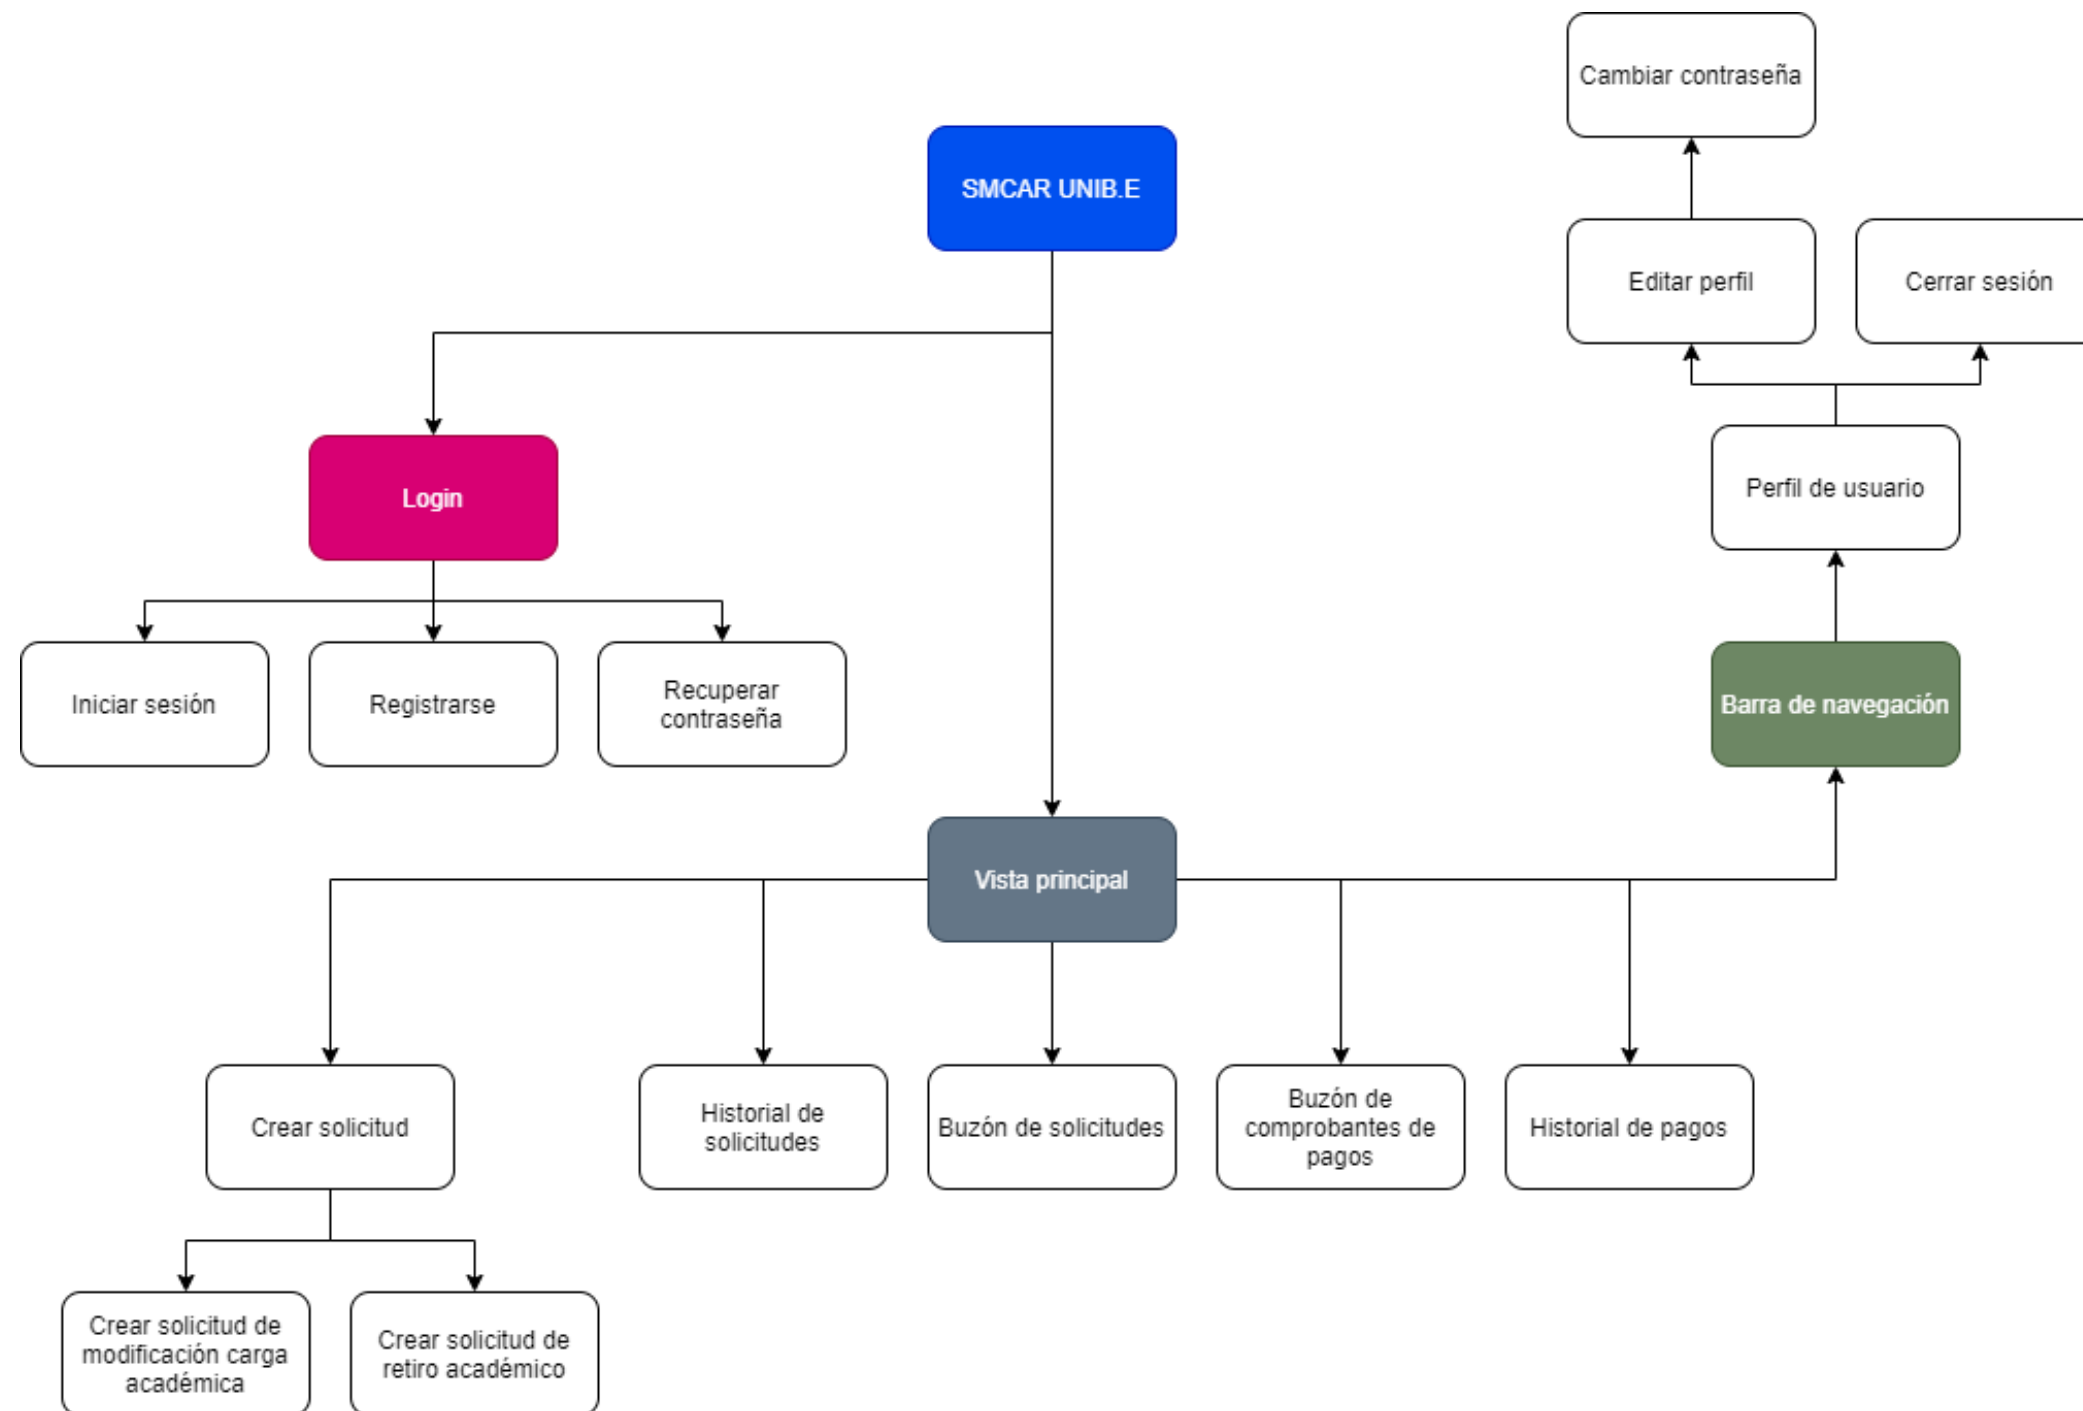 Cambiar contraseña
SMCAR UNIB.E
Editar perfil
Cerrar sesión
Login
Perfil de usuario
Iniciar sesión
Registrarse
Recuperar
contraseña
Barra de navegación
Vista principal
Crear solicitud
Historial de
solicitudes
Buzón de solicitudes
Buzón de
comprobantes de
pagos
Historial de pagos
Crear solicitud de
modificación carga
académica
Crear solicitud de
retiro académico